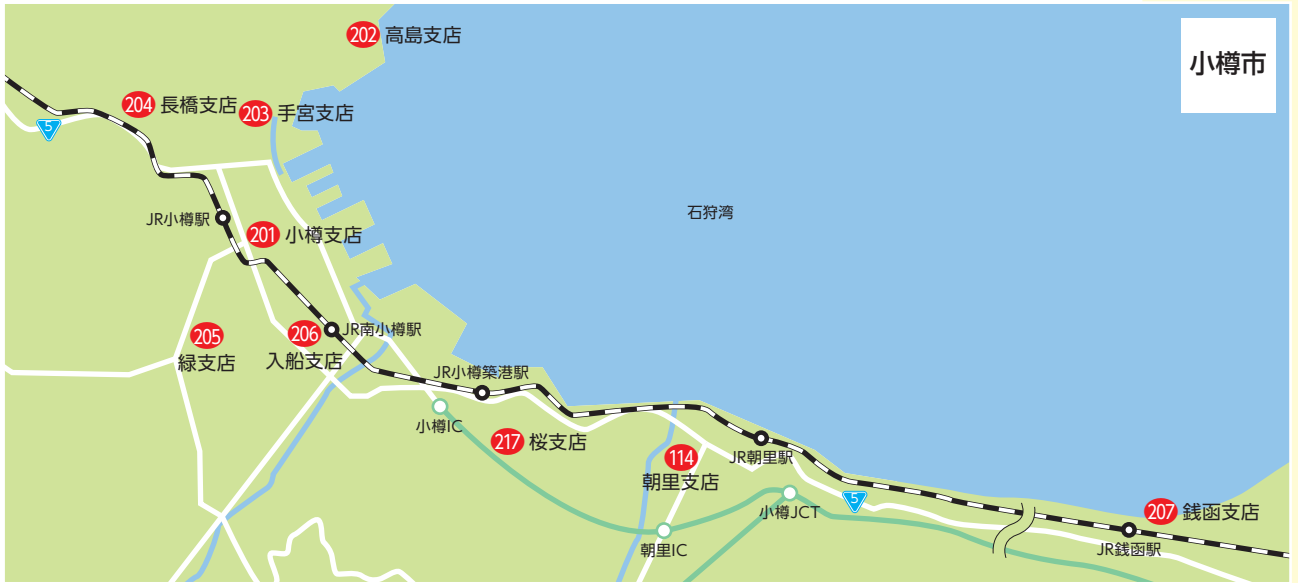 202 高島支店
小樽市
204 長橋支店
203 手宮支店
5
石狩湾
JR小樽駅
201 小樽支店
205
緑支店
206
入船支店
JR南小樽駅
JR小樽築港駅
小樽IC
217 桜支店
114
朝里支店
JR朝里駅
小樽JCT
5
朝里IC
207 銭函支店
JR銭函駅